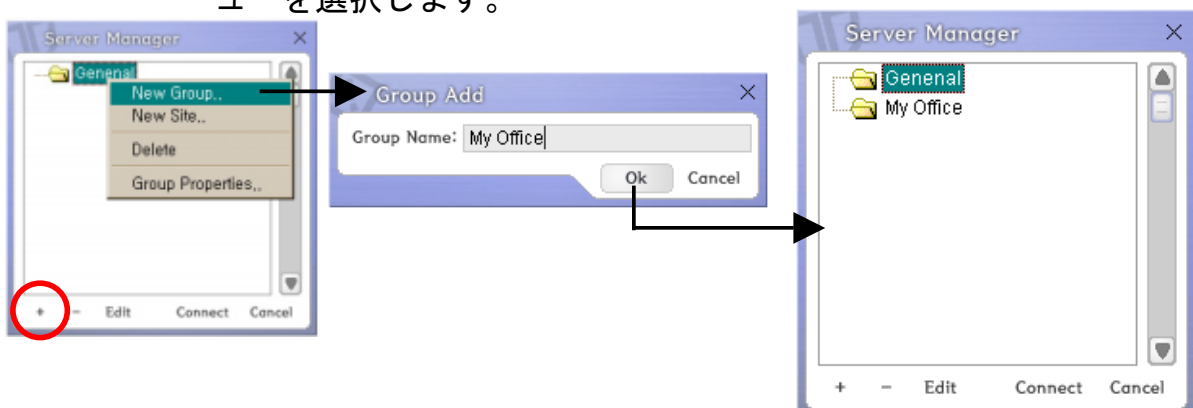 ューを選択します。
Server Manager
Genenal
New Group..
New Site..
Delete
Group Properties..
+ - Edit Connect Cancel
Group Add
Group Name: My Office
Ok Cancel
Server Manager
Genenal
My Office
+ - Edit Connect Cancel